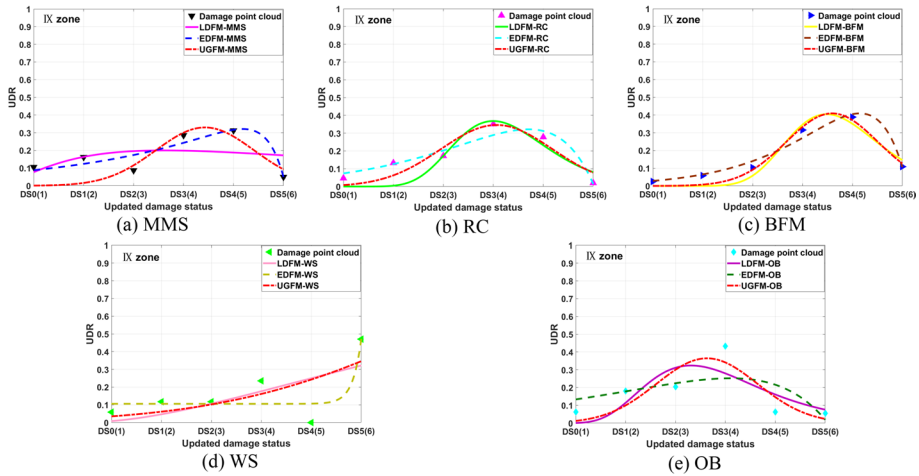 IX zone
Damage point cloud
LDFM-MMS
EDFM-MMS
UGFM-MMS
UDR
1
0.9
0.8
0.7
0.6
0.5
0.4
0.3
0.2
0.1
0
DS0(1) DS1(2) DS2(3) DS3(4) DS4(5) DS5(6)
Updated damage status
(a) MMS
IX zone
Damage point cloud
LDFM-RC
EDFM-RC
UGFM-RC
UDR
1
0.9
0.8
0.7
0.6
0.5
0.4
0.3
0.2
0.1
0
DS0(1) DS1(2) DS2(3) DS3(4) DS4(5) DS5(6)
Updated damage status
(b) RC
IX zone
Damage point cloud
LDFM-BFM
EDFM-BFM
UGFM-BFM
UDR
1
0.9
0.8
0.7
0.6
0.5
0.4
0.3
0.2
0.1
0
DS0(1) DS1(2) DS2(3) DS3(4) DS4(5) DS5(6)
Updated damage status
(c) BFM
IX zone
Damage point cloud
LDFM-WS
EDFM-WS
UGFM-WS
UDR
1
0.9
0.8
0.7
0.6
0.5
0.4
0.3
0.2
0.1
0
DS0(1) DS1(2) DS2(3) DS3(4) DS4(5) DS5(6)
Updated damage status
(d) WS
IX zone
Damage point cloud
LDFM-OB
EDFM-OB
UGFM-OB
UDR
1
0.9
0.8
0.7
0.6
0.5
0.4
0.3
0.2
0.1
0
DS0(1) DS1(2) DS2(3) DS3(4) DS4(5) DS5(6)
Updated damage status
(e) OB